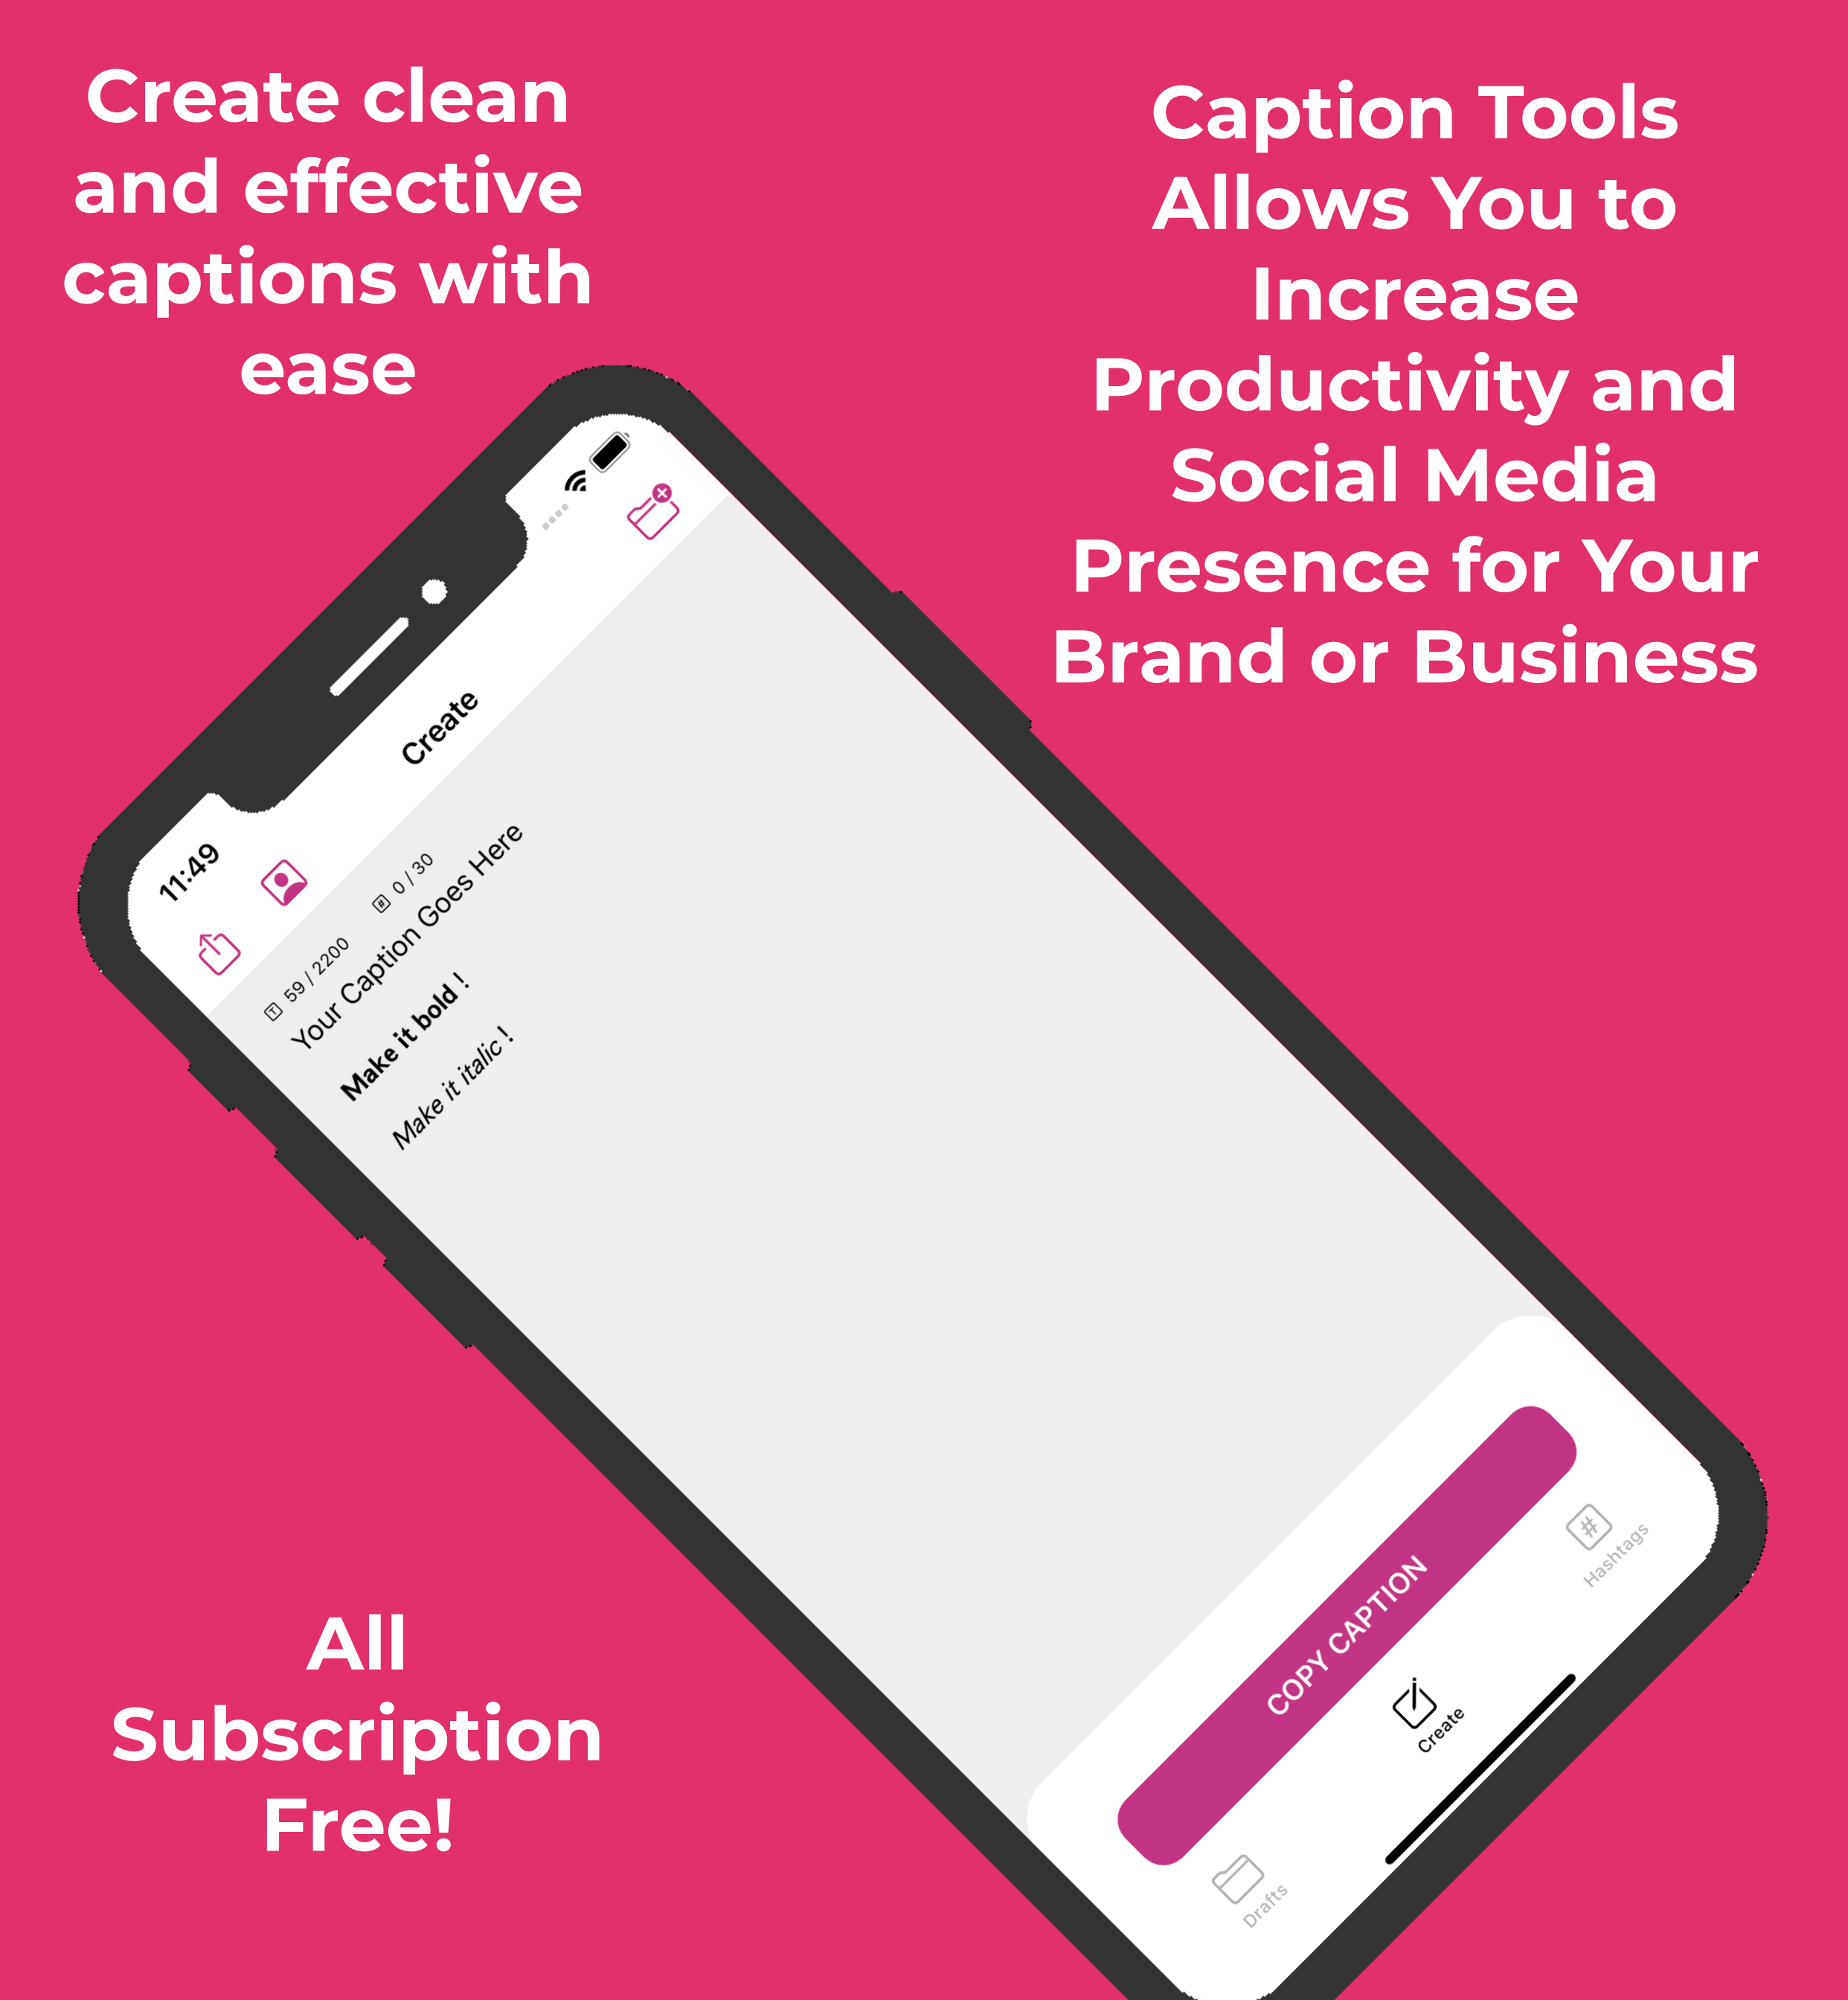 Create clean
and effective
captions with
ease
Caption Tools
Allows You to
Increase
Productivity and
Social Media
Presence for Your
Brand or Business
11:49
Create
T 59 / 2200 # 0 / 30
Your Caption Goes Here
Make it bold !
Make it italic !
COPY CAPTION
Drafts
Create
#
Hashtags
All
Subscription
Free!